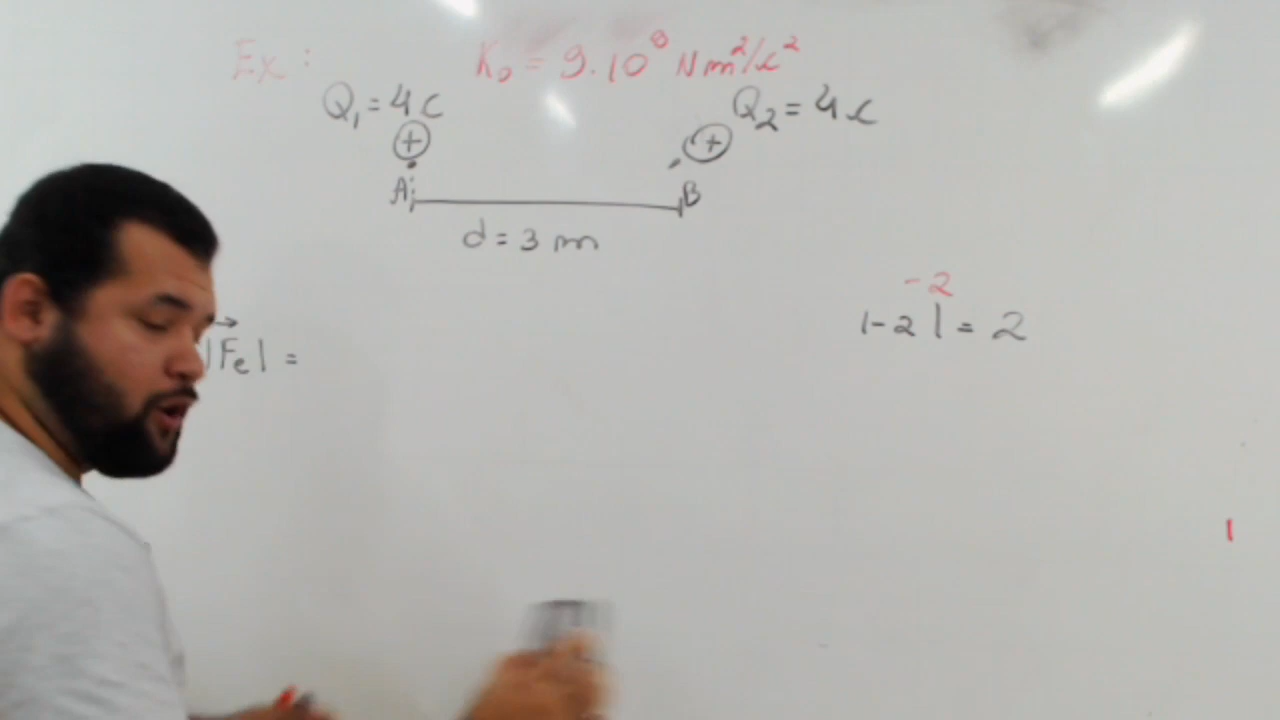 Ex: K₀ = 9.10⁹ Nm²/c²
Q₁ = 4 c Q₂ = 4 c
+ +
A B
d = 3 m
-2
|-2| = 2
|Fₑ| =